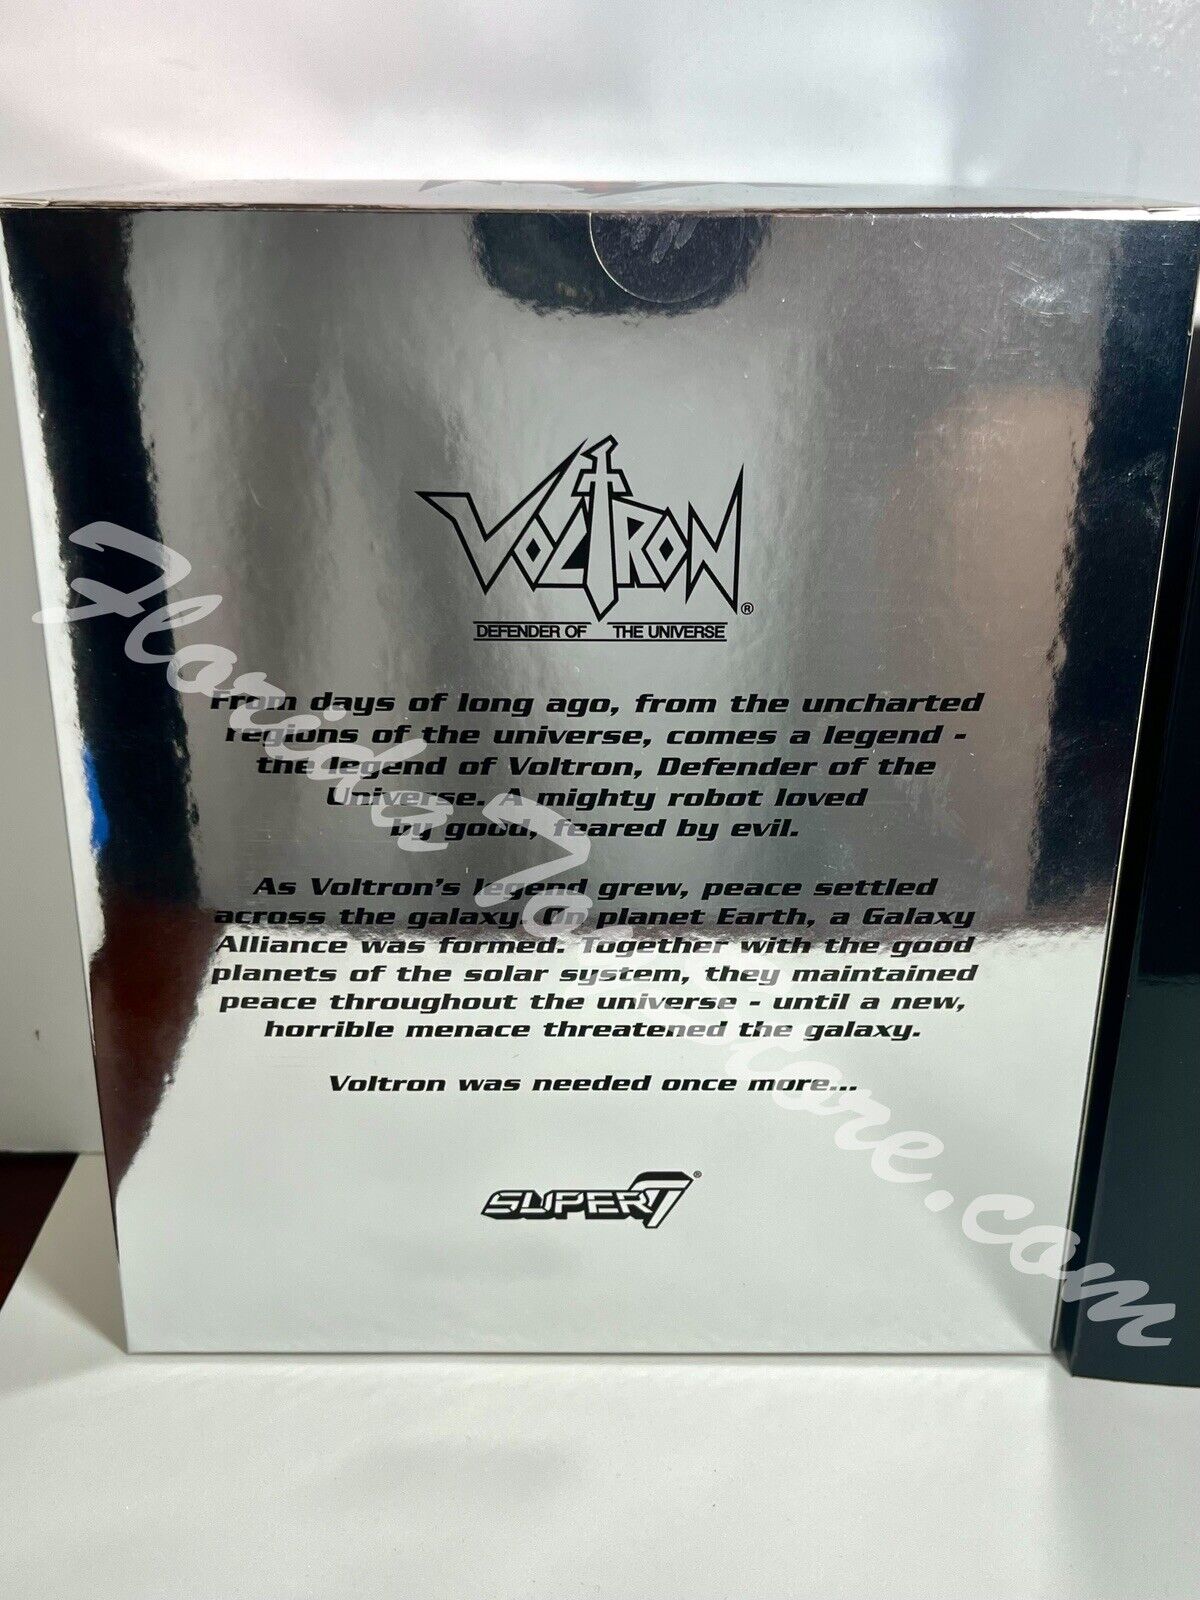 VOLTRON®
DEFENDER OF THE UNIVERSE
From days of long ago, from the uncharted
regions of the universe, comes a legend -
the legend of Voltron, Defender of the
Universe. A mighty robot loved
by good, feared by evil.
As Voltron's legend grew, peace settled
across the galaxy. On planet Earth, a Galaxy
Alliance was formed. Together with the good
planets of the solar system, they maintained
peace throughout the universe - until a new,
horrible menace threatened the galaxy.
Voltron was needed once more...
SUPER7®
FloridaToyStore.com